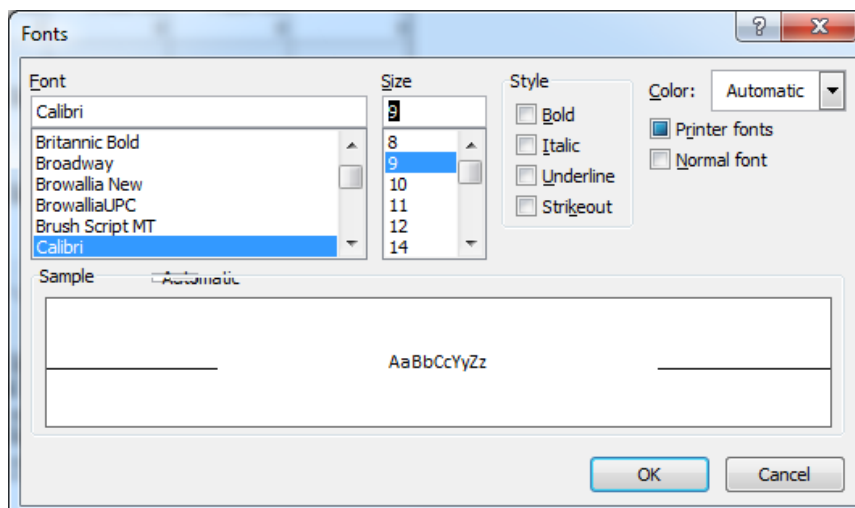 Fonts
Font
Calibri
Britannic Bold
Broadway
Browallia New
BrowalliaUPC
Brush Script MT
Calibri
Size
9
8
9
10
11
12
14
Style
Bold
Italic
Underline
Strikeout
Color: Automatic
Printer fonts
Normal font
Sample
Automatic
AaBbCcYyZz
OK Cancel